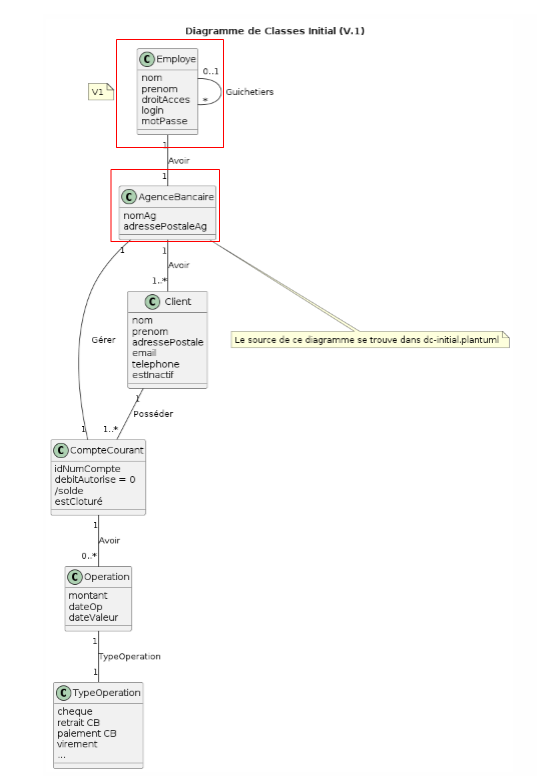 Diagramme de Classes Initial (V.1)
C Employe
nom
prenom
droitAcces
login
motPasse
0..1
*
Guichetiers
V1
1
Avoir
1
C AgenceBancaire
nomAg
adressePostaleAg
1
1
Avoir
1..*
C Client
nom
prenom
adressePostale
email
telephone
estInactif
Le source de ce diagramme se trouve dans dc-initial.plantuml
Gérer
1
Posséder
1
1..*
C CompteCourant
idNumCompte
debitAutorise = 0
/solde
estCloturé
1
Avoir
0..*
C Operation
montant
dateOp
dateValeur
1
TypeOperation
1
C TypeOperation
cheque
retrait CB
paiement CB
virement
...